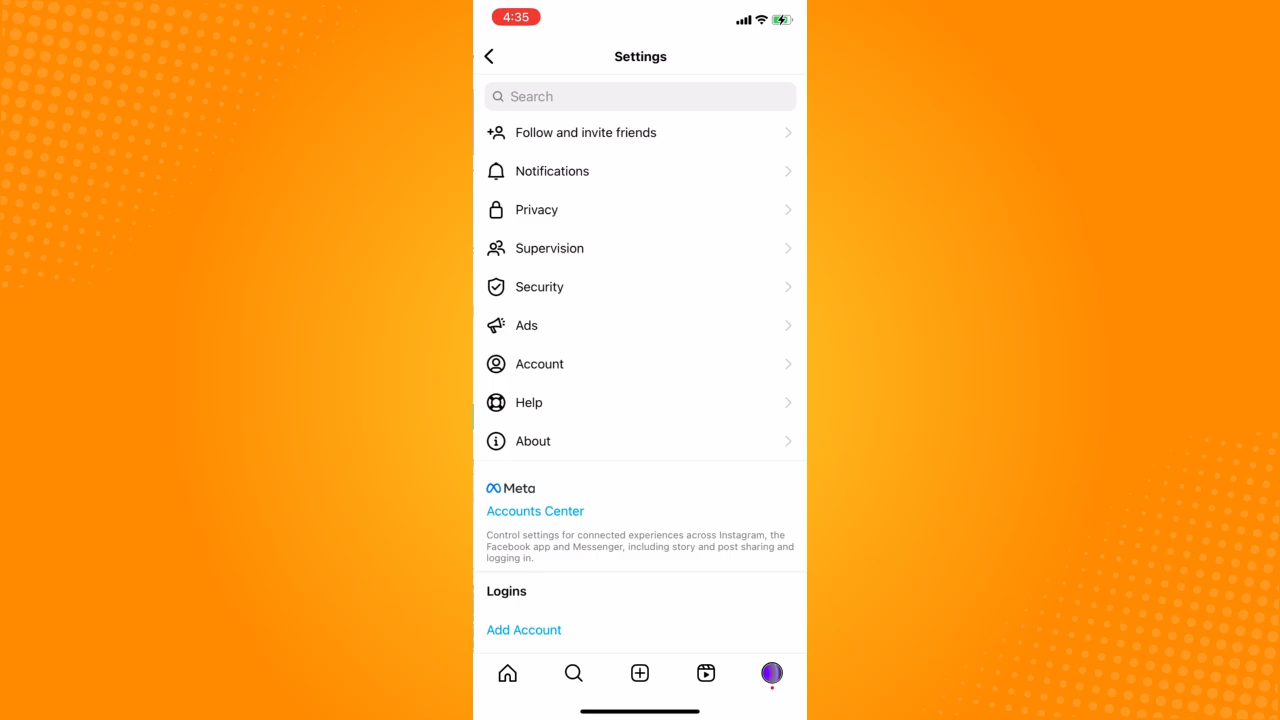 4:35
Settings
Search
Follow and invite friends
Notifications
Privacy
Supervision
Security
Ads
Account
Help
About
Meta
Accounts Center
Control settings for connected experiences across Instagram, the
Facebook app and Messenger, including story and post sharing and
logging in.
Logins
Add Account